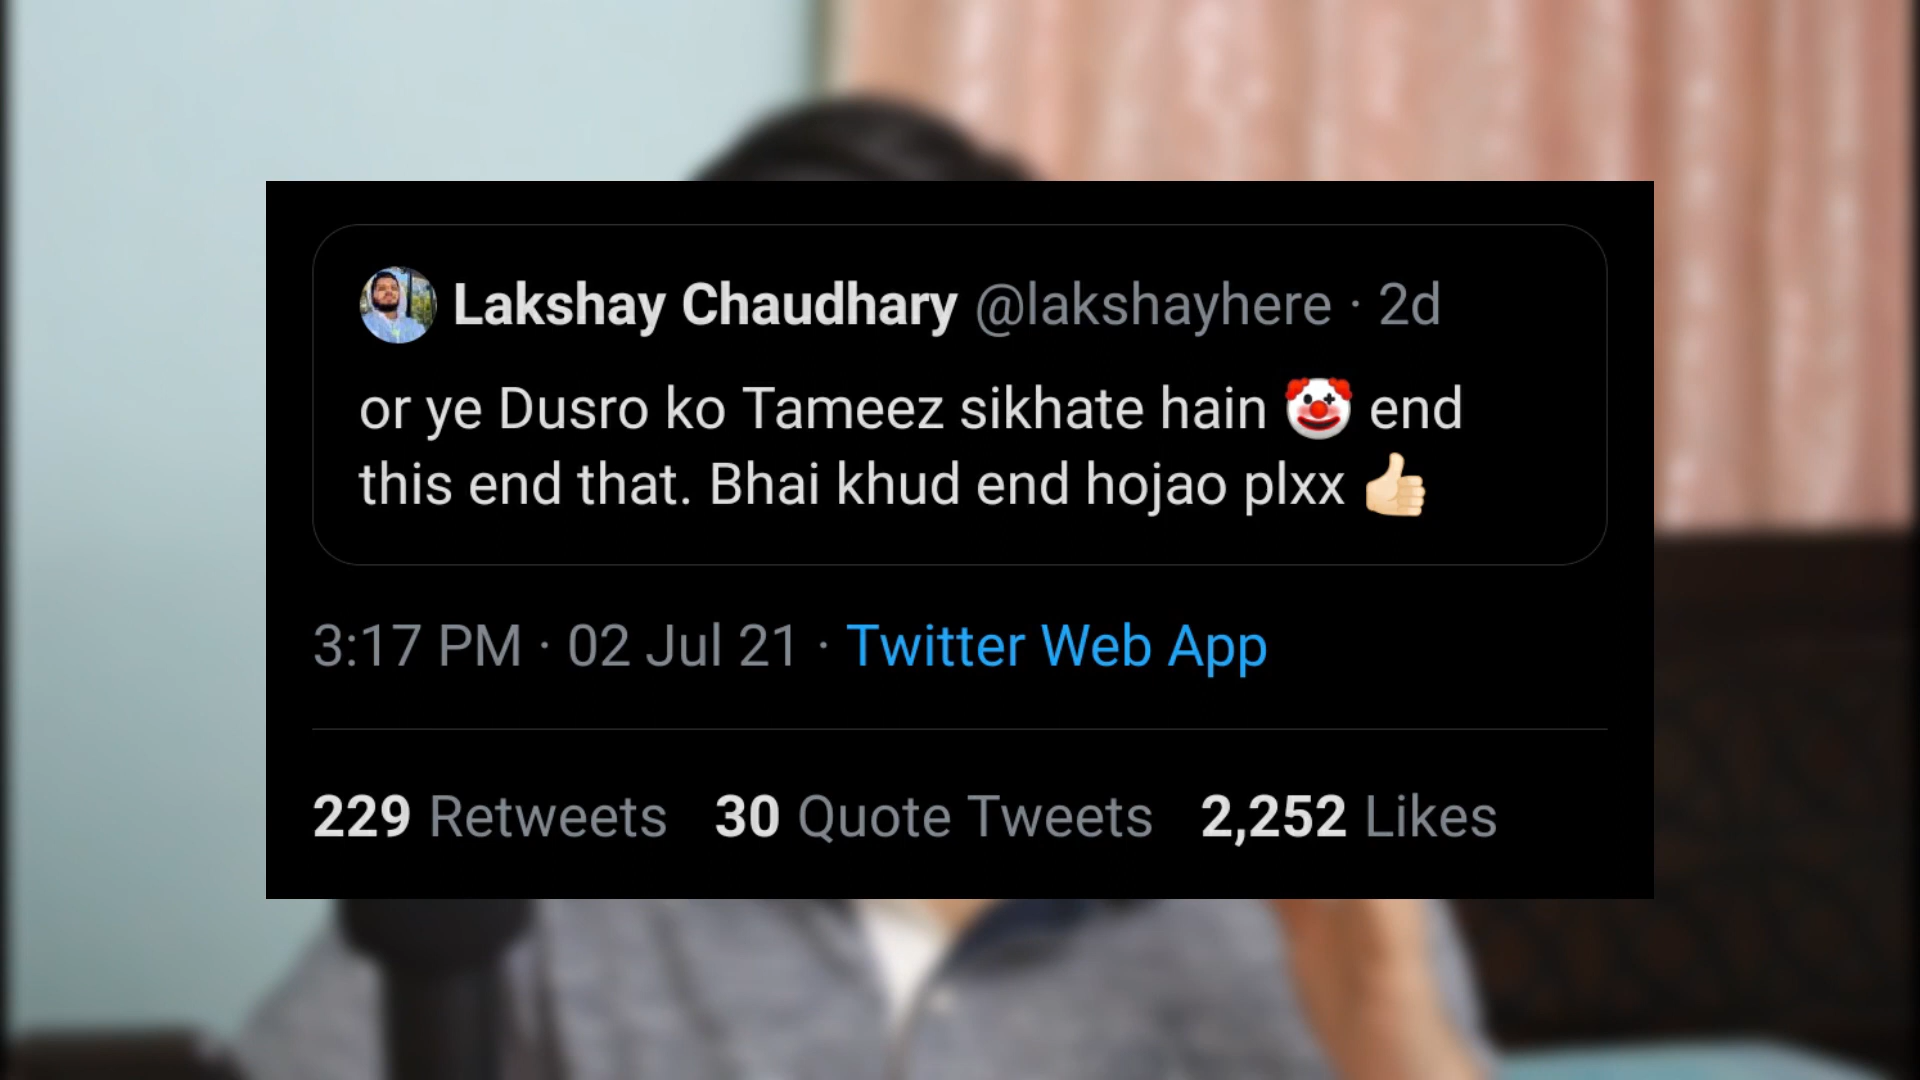 Lakshay Chaudhary @lakshayhere · 2d
or ye Dusro ko Tameez sikhate hain 🤡 end
this end that. Bhai khud end hojao plxx 👍🏻
3:17 PM · 02 Jul 21 · Twitter Web App
229 Retweets 30 Quote Tweets 2,252 Likes